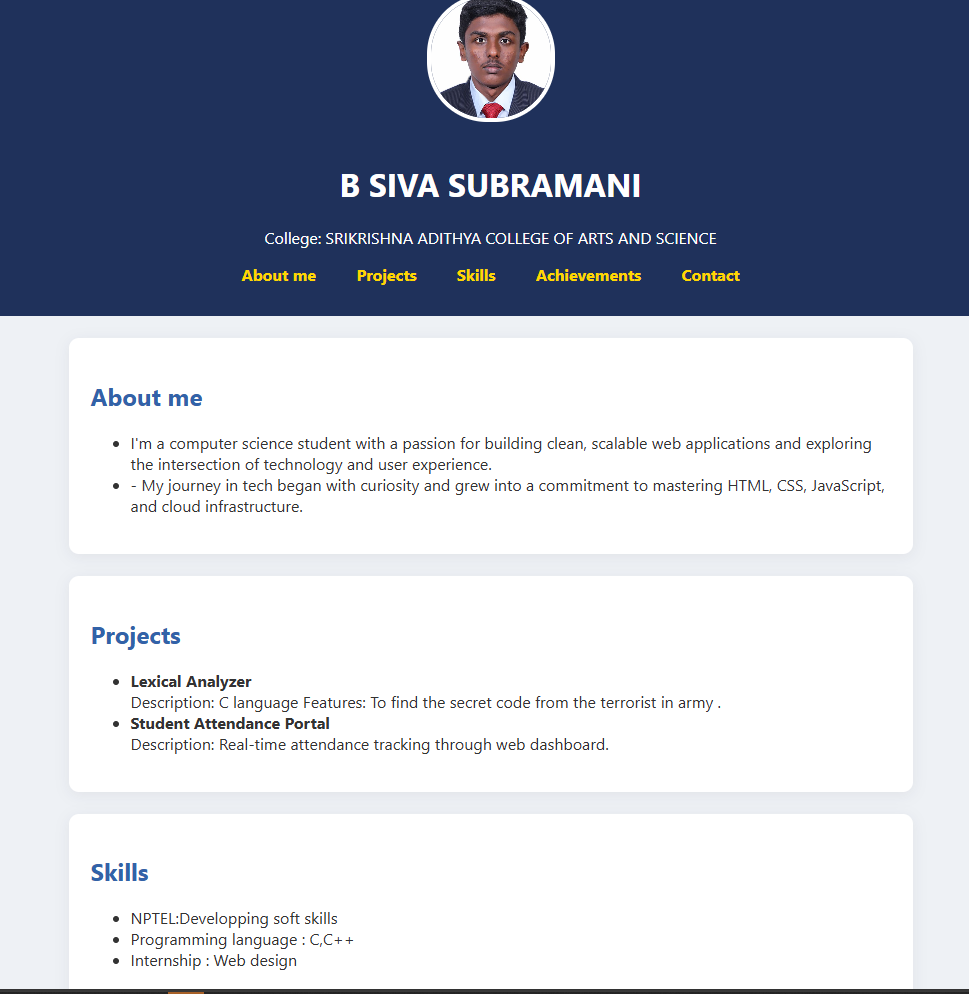 B SIVA SUBRAMANI
College: SRIKRISHNA ADITHYA COLLEGE OF ARTS AND SCIENCE
About me Projects Skills Achievements Contact
About me
I'm a computer science student with a passion for building clean, scalable web applications and exploring
the intersection of technology and user experience.
- My journey in tech began with curiosity and grew into a commitment to mastering HTML, CSS, JavaScript,
and cloud infrastructure.
Projects
Lexical Analyzer
Description: C language Features: To find the secret code from the terrorist in army .
Student Attendance Portal
Description: Real-time attendance tracking through web dashboard.
Skills
NPTEL:Developping soft skills
Programming language : C,C++
Internship : Web design